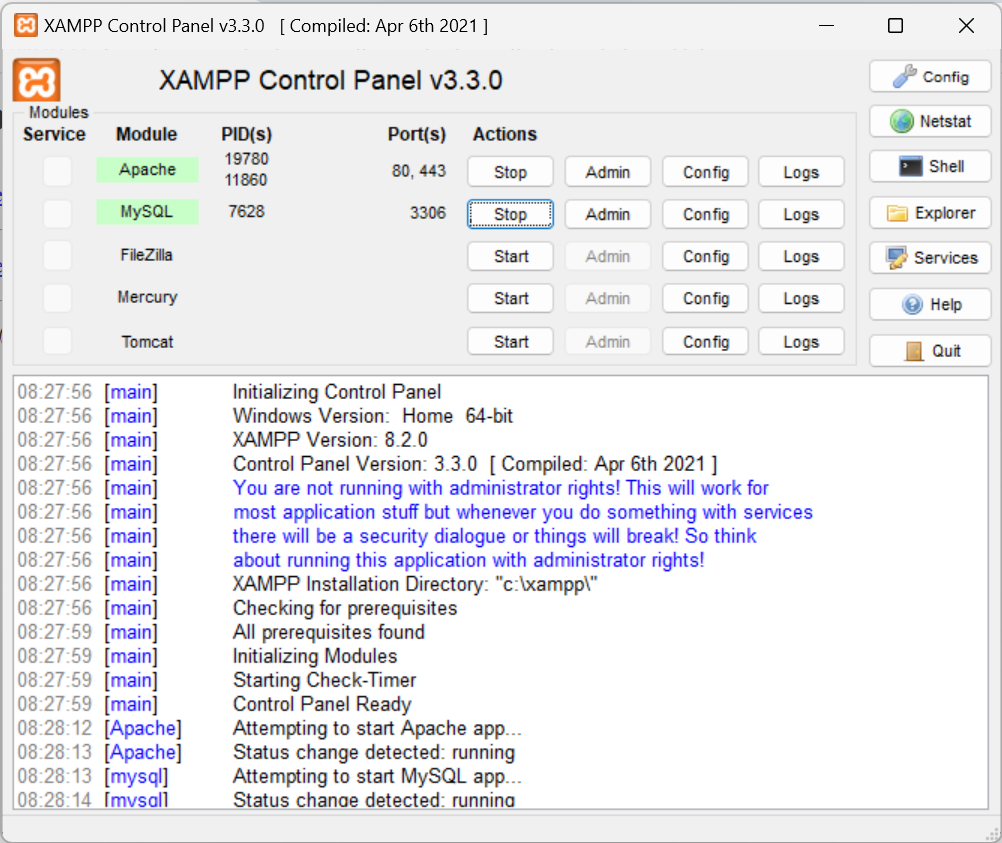 XAMPP Control Panel v3.3.0 [ Compiled: Apr 6th 2021 ]
XAMPP Control Panel v3.3.0
Config
Modules
Service Module PID(s) Port(s) Actions
Netstat
Apache 19780 11860 80, 443 Stop Admin Config Logs
Shell
MySQL 7628 3306 Stop Admin Config Logs
Explorer
FileZilla Start Admin Config Logs
Services
Mercury Start Admin Config Logs
Help
Tomcat Start Admin Config Logs
Quit
08:27:56 [main] Initializing Control Panel
08:27:56 [main] Windows Version: Home 64-bit
08:27:56 [main] XAMPP Version: 8.2.0
08:27:56 [main] Control Panel Version: 3.3.0 [ Compiled: Apr 6th 2021 ]
08:27:56 [main] You are not running with administrator rights! This will work for
08:27:56 [main] most application stuff but whenever you do something with services
08:27:56 [main] there will be a security dialogue or things will break! So think
08:27:56 [main] about running this application with administrator rights!
08:27:56 [main] XAMPP Installation Directory: "c:\xampp\"
08:27:56 [main] Checking for prerequisites
08:27:59 [main] All prerequisites found
08:27:59 [main] Initializing Modules
08:27:59 [main] Starting Check-Timer
08:27:59 [main] Control Panel Ready
08:28:12 [Apache] Attempting to start Apache app...
08:28:13 [Apache] Status change detected: running
08:28:13 [mysql] Attempting to start MySQL app...
08:28:14 [mysql] Status change detected: running